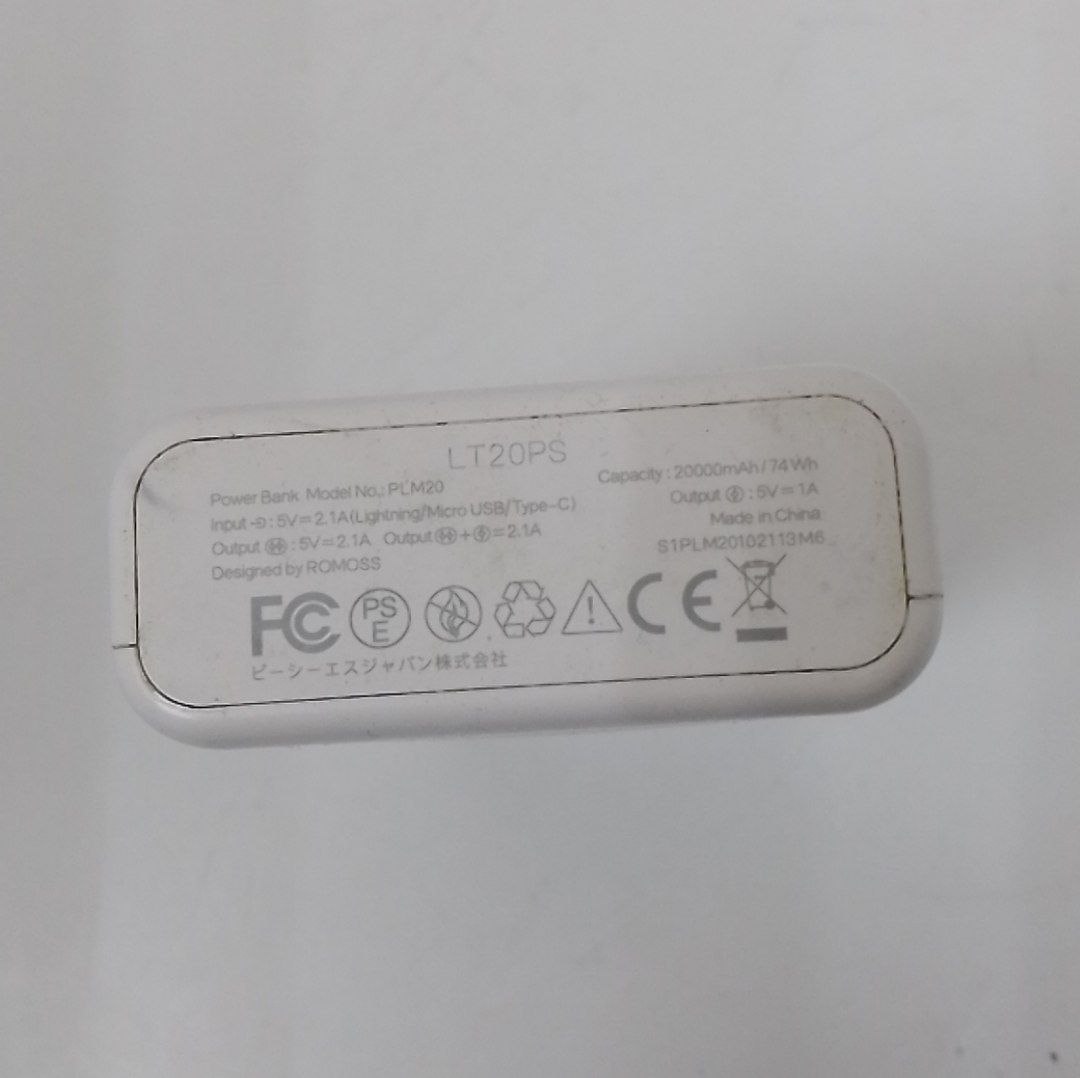 LT20PS
Power Bank Model No.: PLM20
Capacity : 20000mAh / 74Wh
Input : 5V=2.1A(Lightning/Micro USB/Type-C)
Output : 5V=1A
Output : 5V=2.1A Output + =2.1A
Made in China
Designed by ROMOSS
S1PLM20102113M6
FC PS E CE
ピーシーエスジャパン株式会社